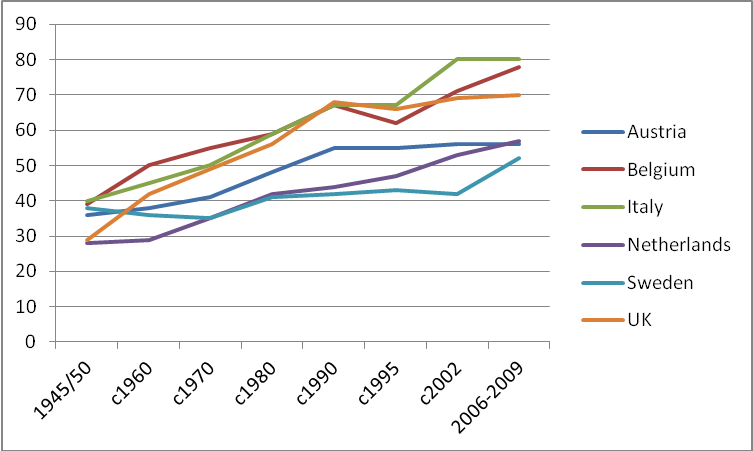 90
80
70
60
50
40
30
20
10
0
1945/50
c1960
c1970
c1980
c1990
c1995
c2002
2006-2009
Austria
Belgium
Italy
Netherlands
Sweden
UK